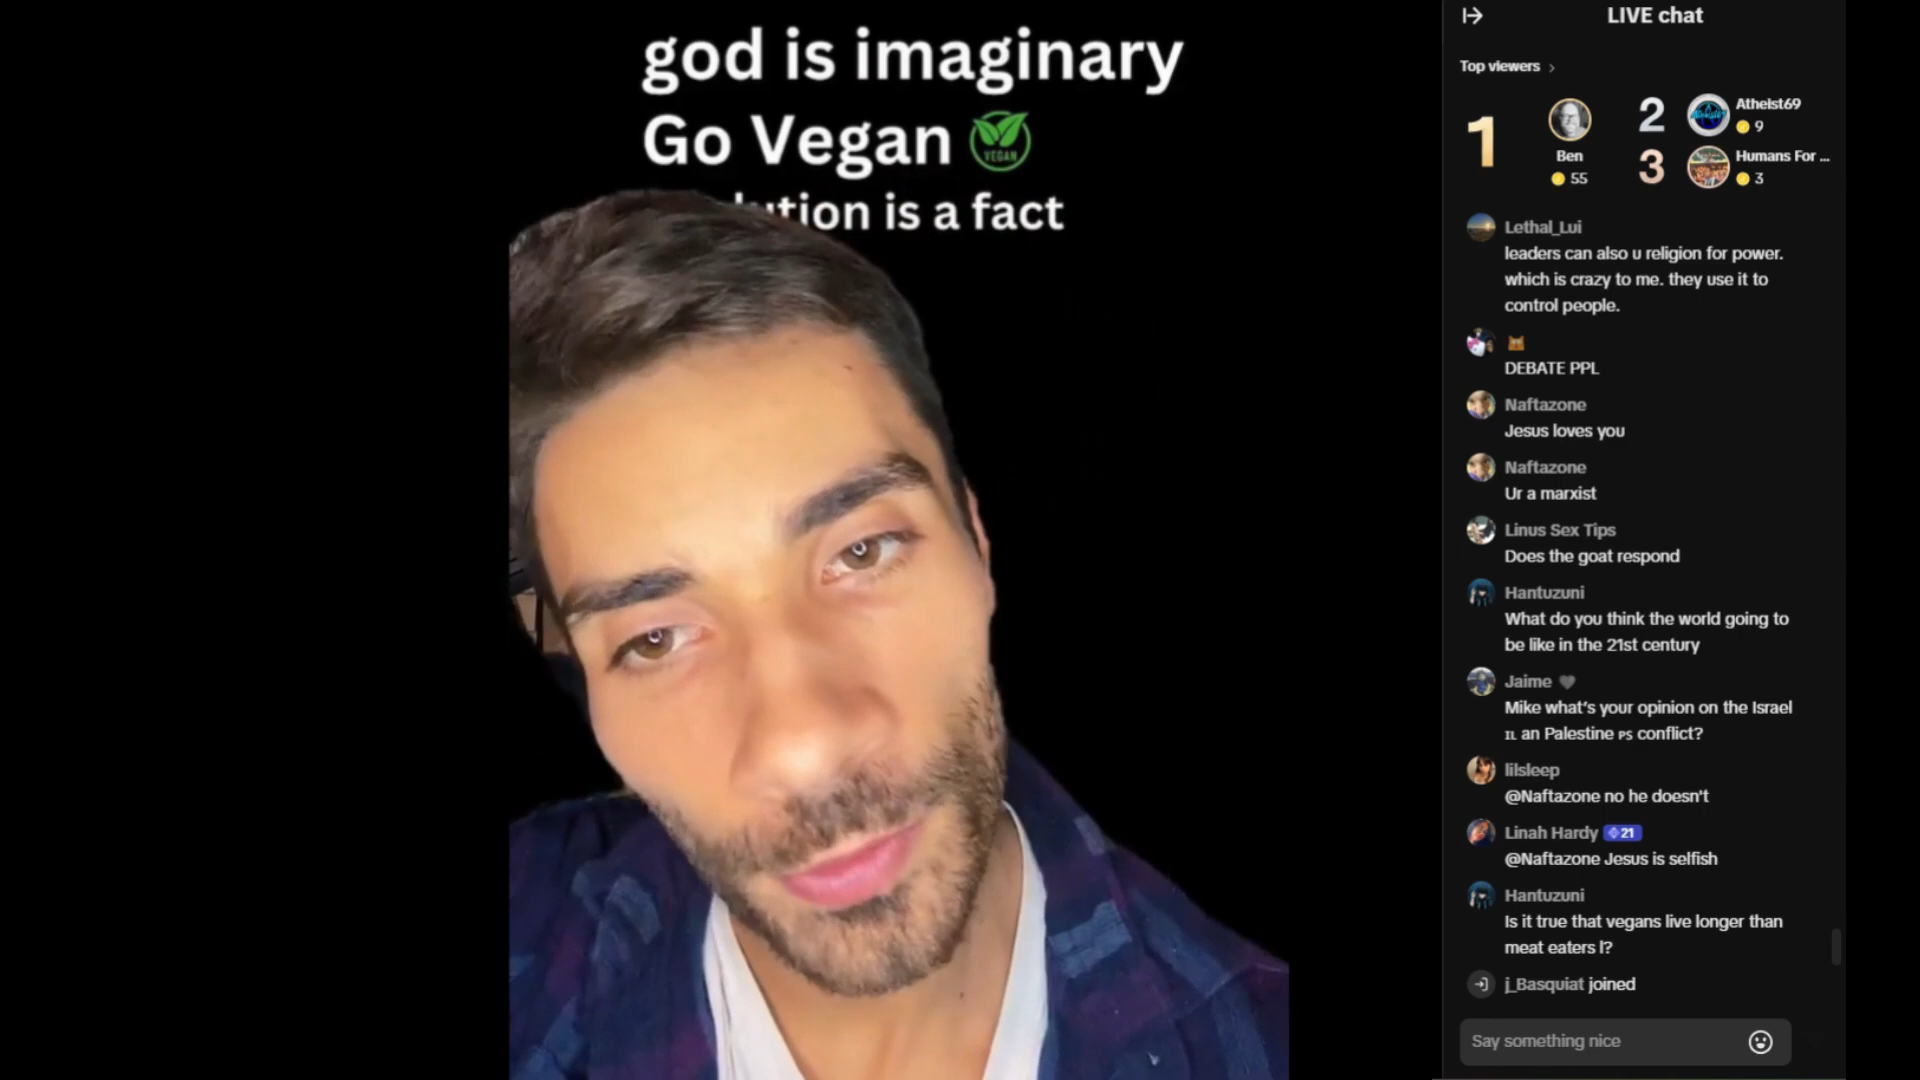 god is imaginary
Go Vegan
VEGAN
lution is a fact
LIVE chat
Top viewers
1
Ben
55
2
Atheist69
9
3
Humans For ...
3
Lethal_Lui
leaders can also u religion for power.
which is crazy to me. they use it to
control people.
DEBATE PPL
Naftazone
Jesus loves you
Naftazone
Ur a marxist
Linus Sex Tips
Does the goat respond
Hantuzuni
What do you think the world going to
be like in the 21st century
Jaime 🖤
Mike what's your opinion on the Israel
IL an Palestine PS conflict?
lilsleep
@Naftazone no he doesn't
Linah Hardy 21
@Naftazone Jesus is selfish
Hantuzuni
Is it true that vegans live longer than
meat eaters l?
j_Basquiat joined
Say something nice